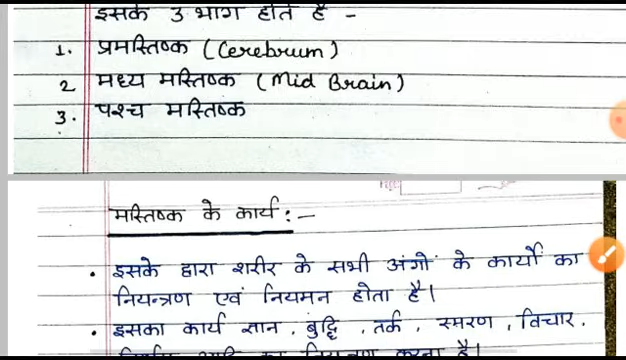 इसके 3 भाग होते है -
1. प्रमस्तिष्क (Cerebrum)
2 मध्य मस्तिष्क (Mid Brain)
3. पश्च मस्तिष्क
मस्तिष्क के कार्य :-
• इसके द्वारा शरीर के सभी अंगों के कार्यों का
नियन्त्रण एवं नियमन होता है।
• इसका कार्य ज्ञान, बुद्धि, तर्क, स्मरण, विचार,
करना है।